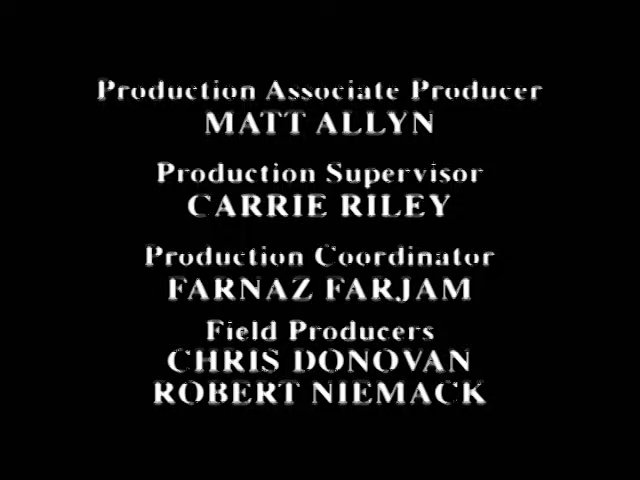 Production Associate Producer
MATT ALLYN
Production Supervisor
CARRIE RILEY
Production Coordinator
FARNAZ FARJAM
Field Producers
CHRIS DONOVAN
ROBERT NIEMACK